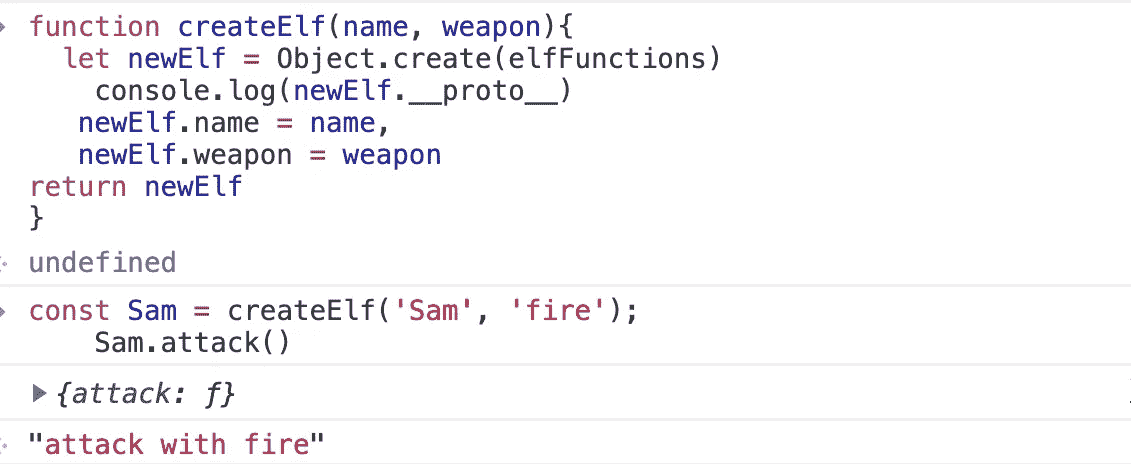 function createElf(name, weapon){
let newElf = Object.create(elfFunctions)
console.log(newElf.__proto__)
newElf.name = name,
newElf.weapon = weapon
return newElf
}
undefined
const Sam = createElf('Sam', 'fire');
Sam.attack()
▶{attack: f}
"attack with fire"